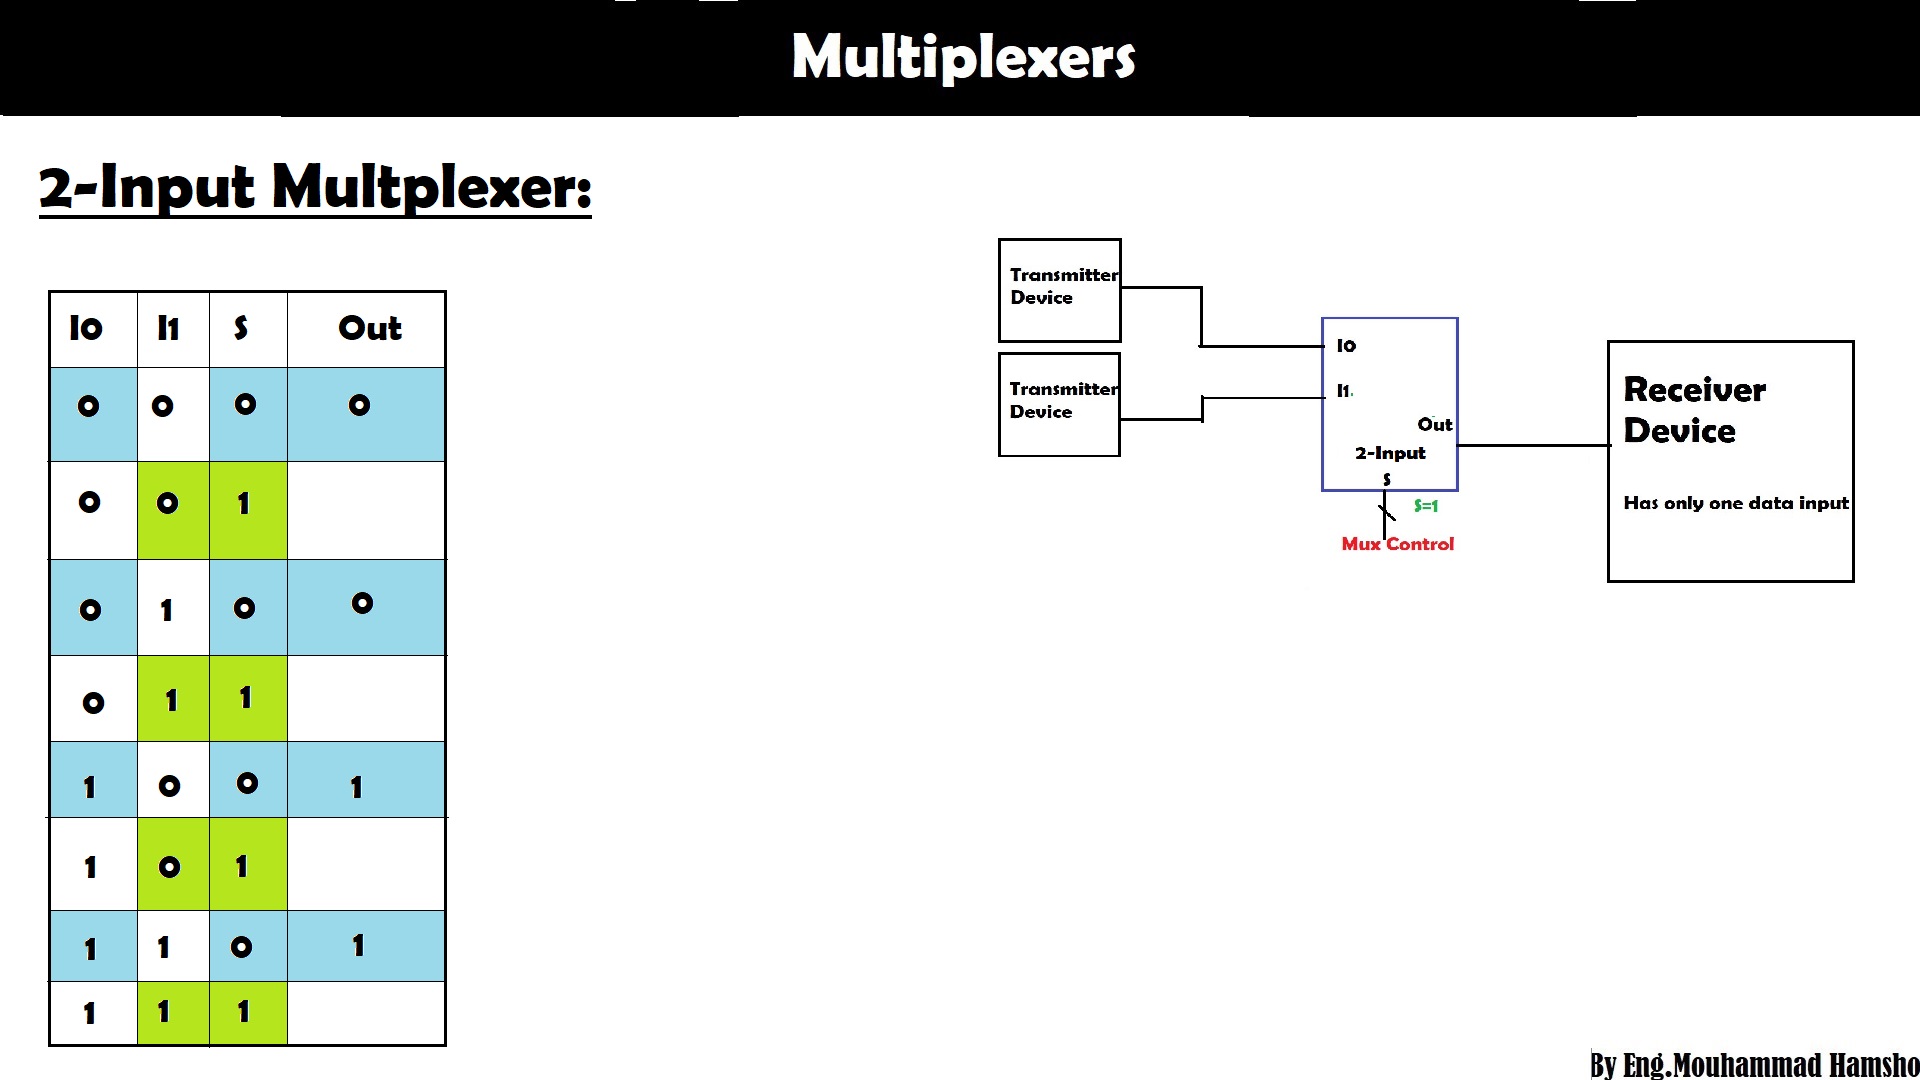 Multiplexers
2-Input Multplexer:
I0 I1 S Out
0 0 0 0
0 0 1
0 1 0 0
0 1 1
1 0 0 1
1 0 1
1 1 0 1
1 1 1
Transmitter
Device
Transmitter
Device
I0
I1
Out
2-Input
S
S=1
Mux Control
Receiver
Device
Has only one data input
By Eng.Mouhammad Hamsho